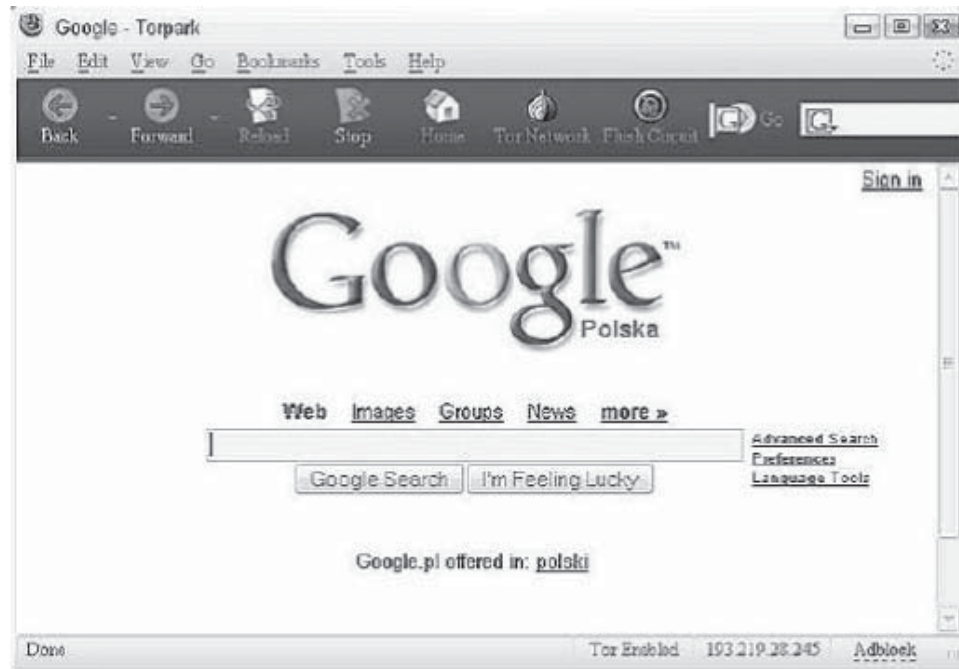 Google - Torpark
File Edit View Go Bookmarks Tools Help
Back Forward Reload Stop Home Tor Network Flush Circuit Go G
Sign in
Google™
Polska
Web Images Groups News more »
Advanced Search
Preferences
Language Tools
Google Search I'm Feeling Lucky
Google.pl offered in: polski
Done Tor Enabled 193.219.28.245 Adblock